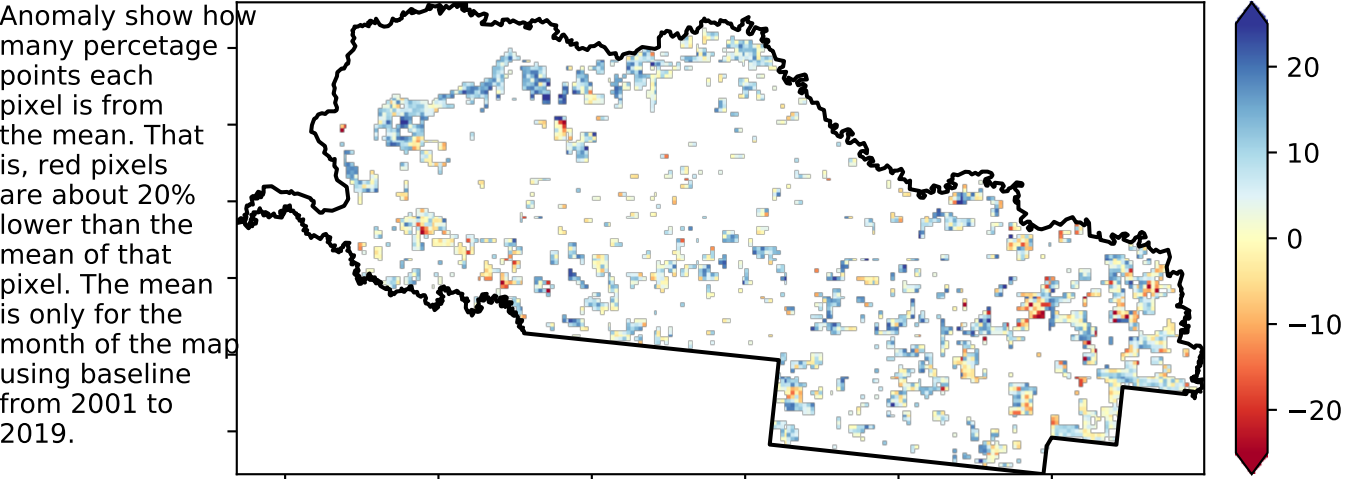 Anomaly show how
many percetage
points each
pixel is from
the mean. That
is, red pixels
are about 20%
lower than the
mean of that
pixel. The mean
is only for the
month of the map
using baseline
from 2001 to
2019.
20
10
0
−10
−20